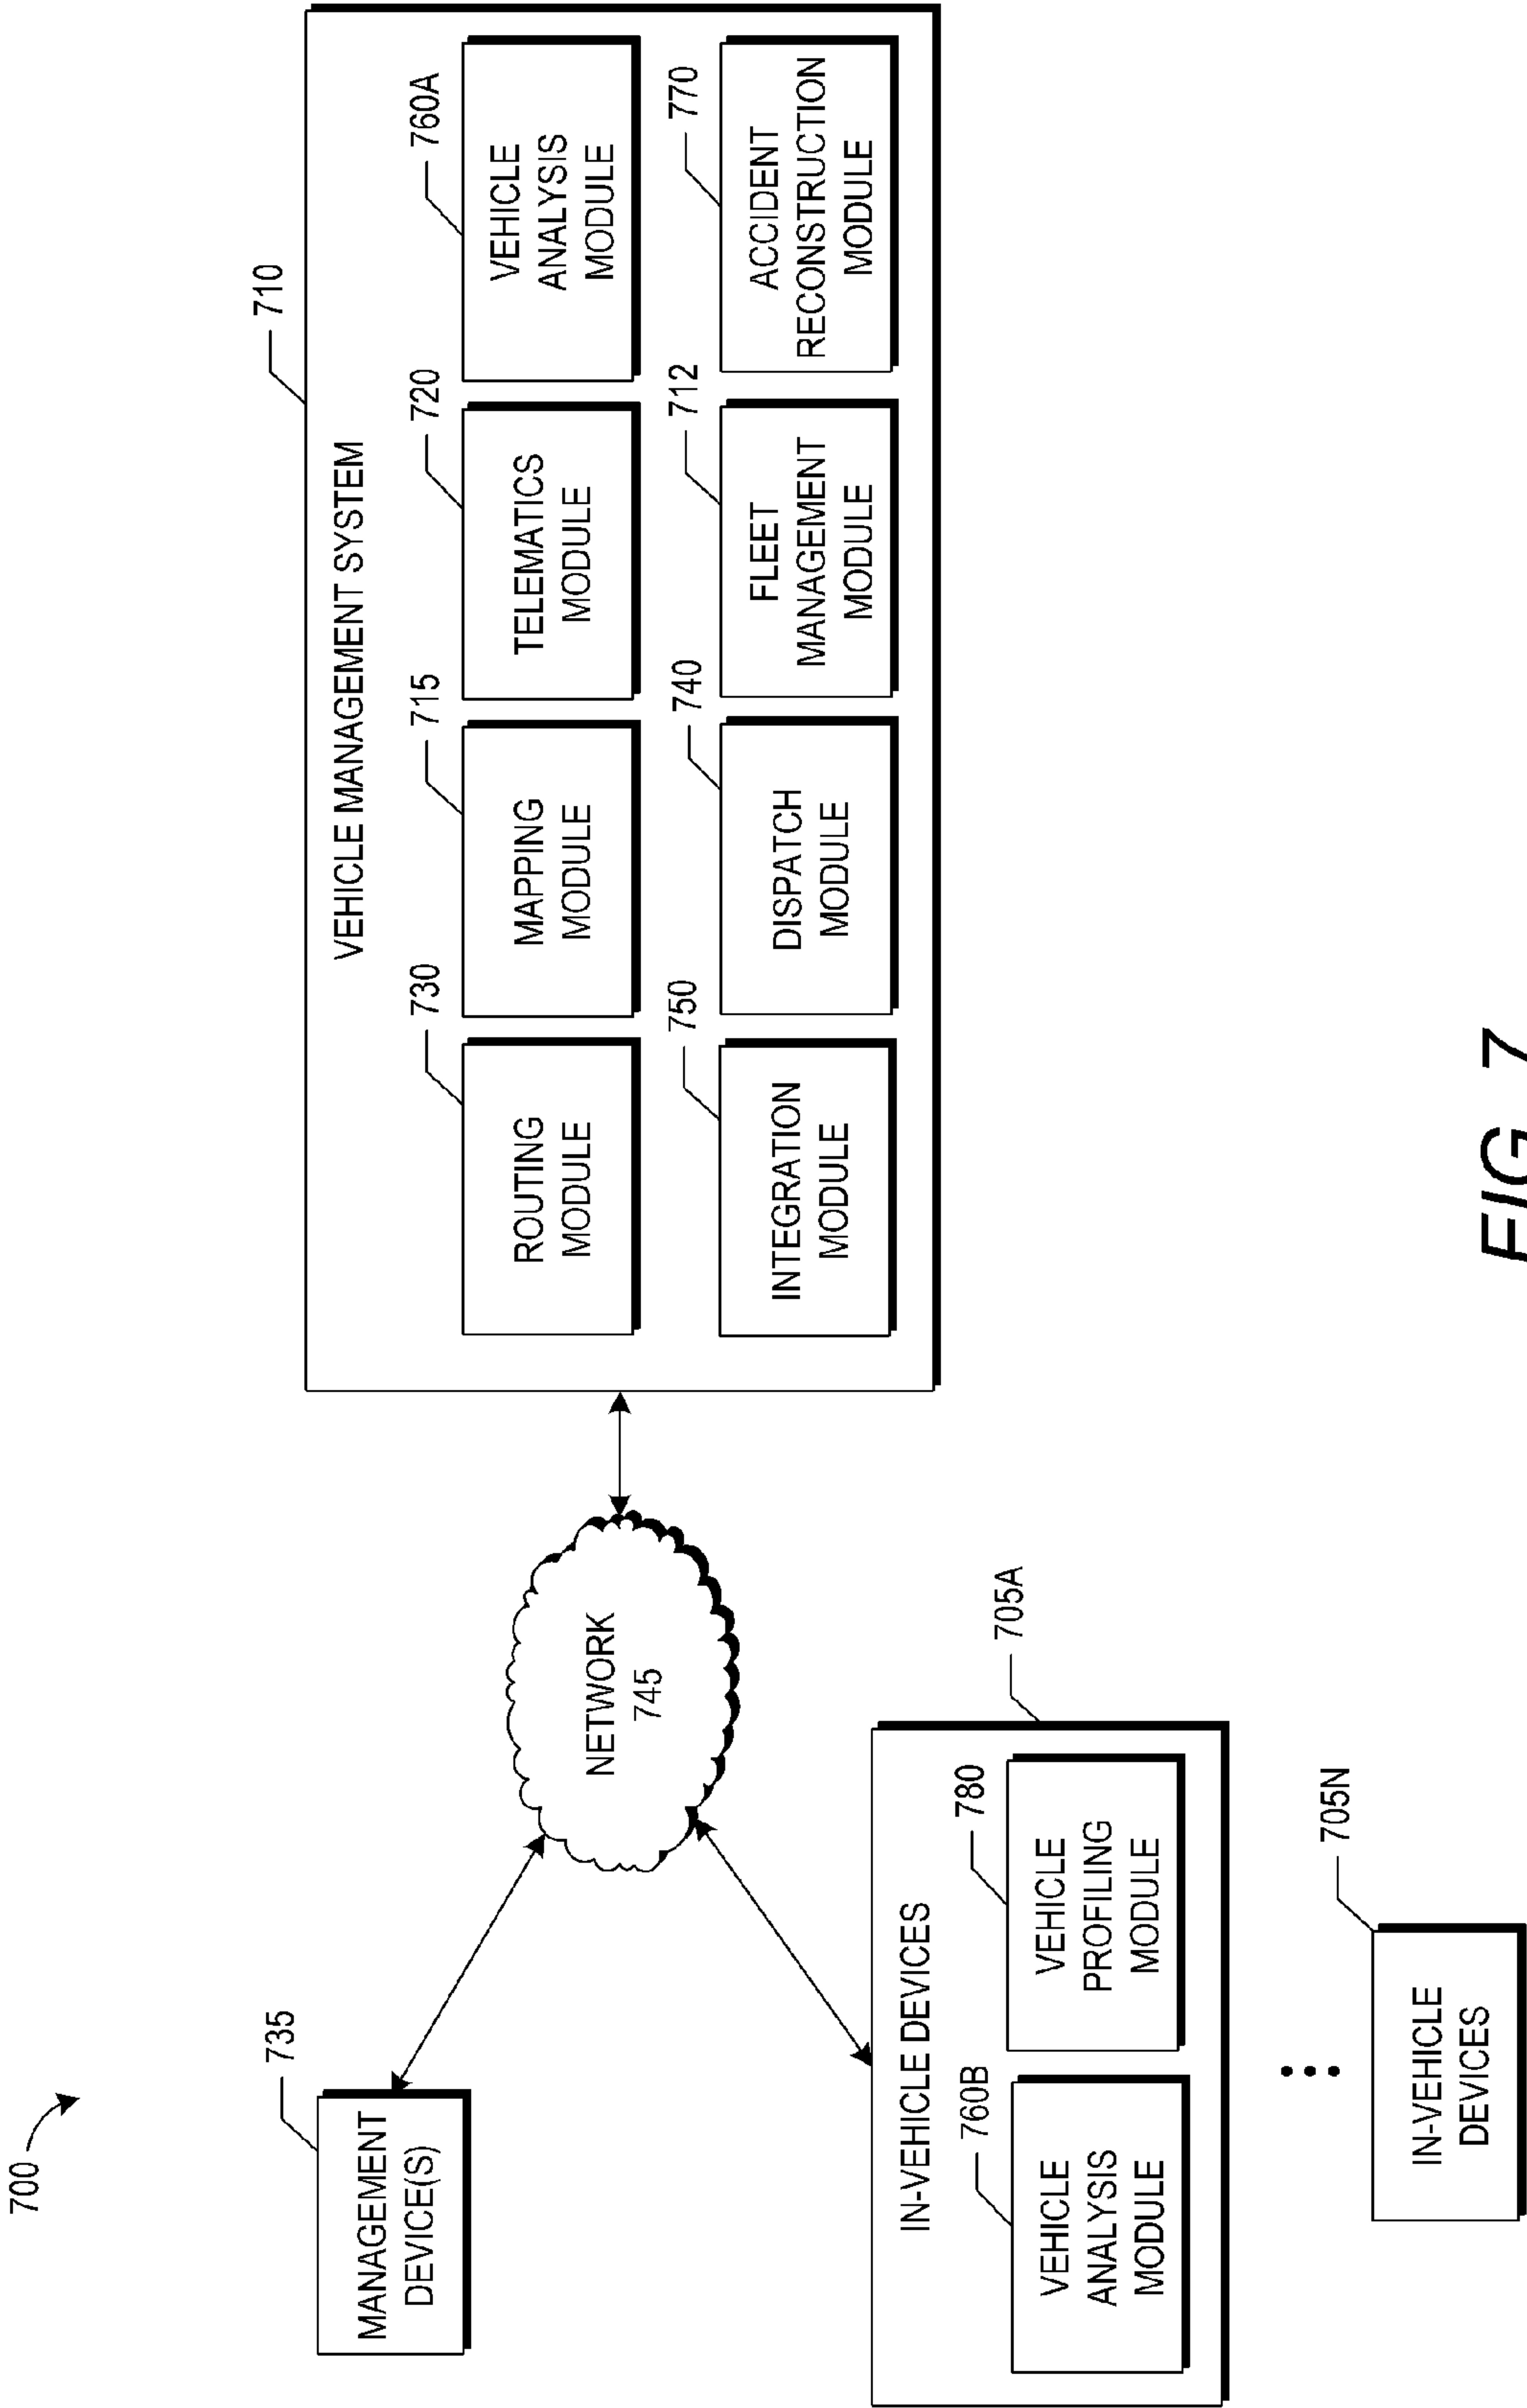 700
735
MANAGEMENT
DEVICE(S)
NETWORK
745
710
VEHICLE MANAGEMENT SYSTEM
730
ROUTING
MODULE
715
MAPPING
MODULE
720
TELEMATICS
MODULE
760A
VEHICLE
ANALYSIS
MODULE
750
INTEGRATION
MODULE
740
DISPATCH
MODULE
712
FLEET
MANAGEMENT
MODULE
770
ACCIDENT
RECONSTRUCTION
MODULE
705A
IN-VEHICLE DEVICES
760B
VEHICLE
ANALYSIS
MODULE
780
VEHICLE
PROFILING
MODULE
705N
IN-VEHICLE
DEVICES
FIG. 7